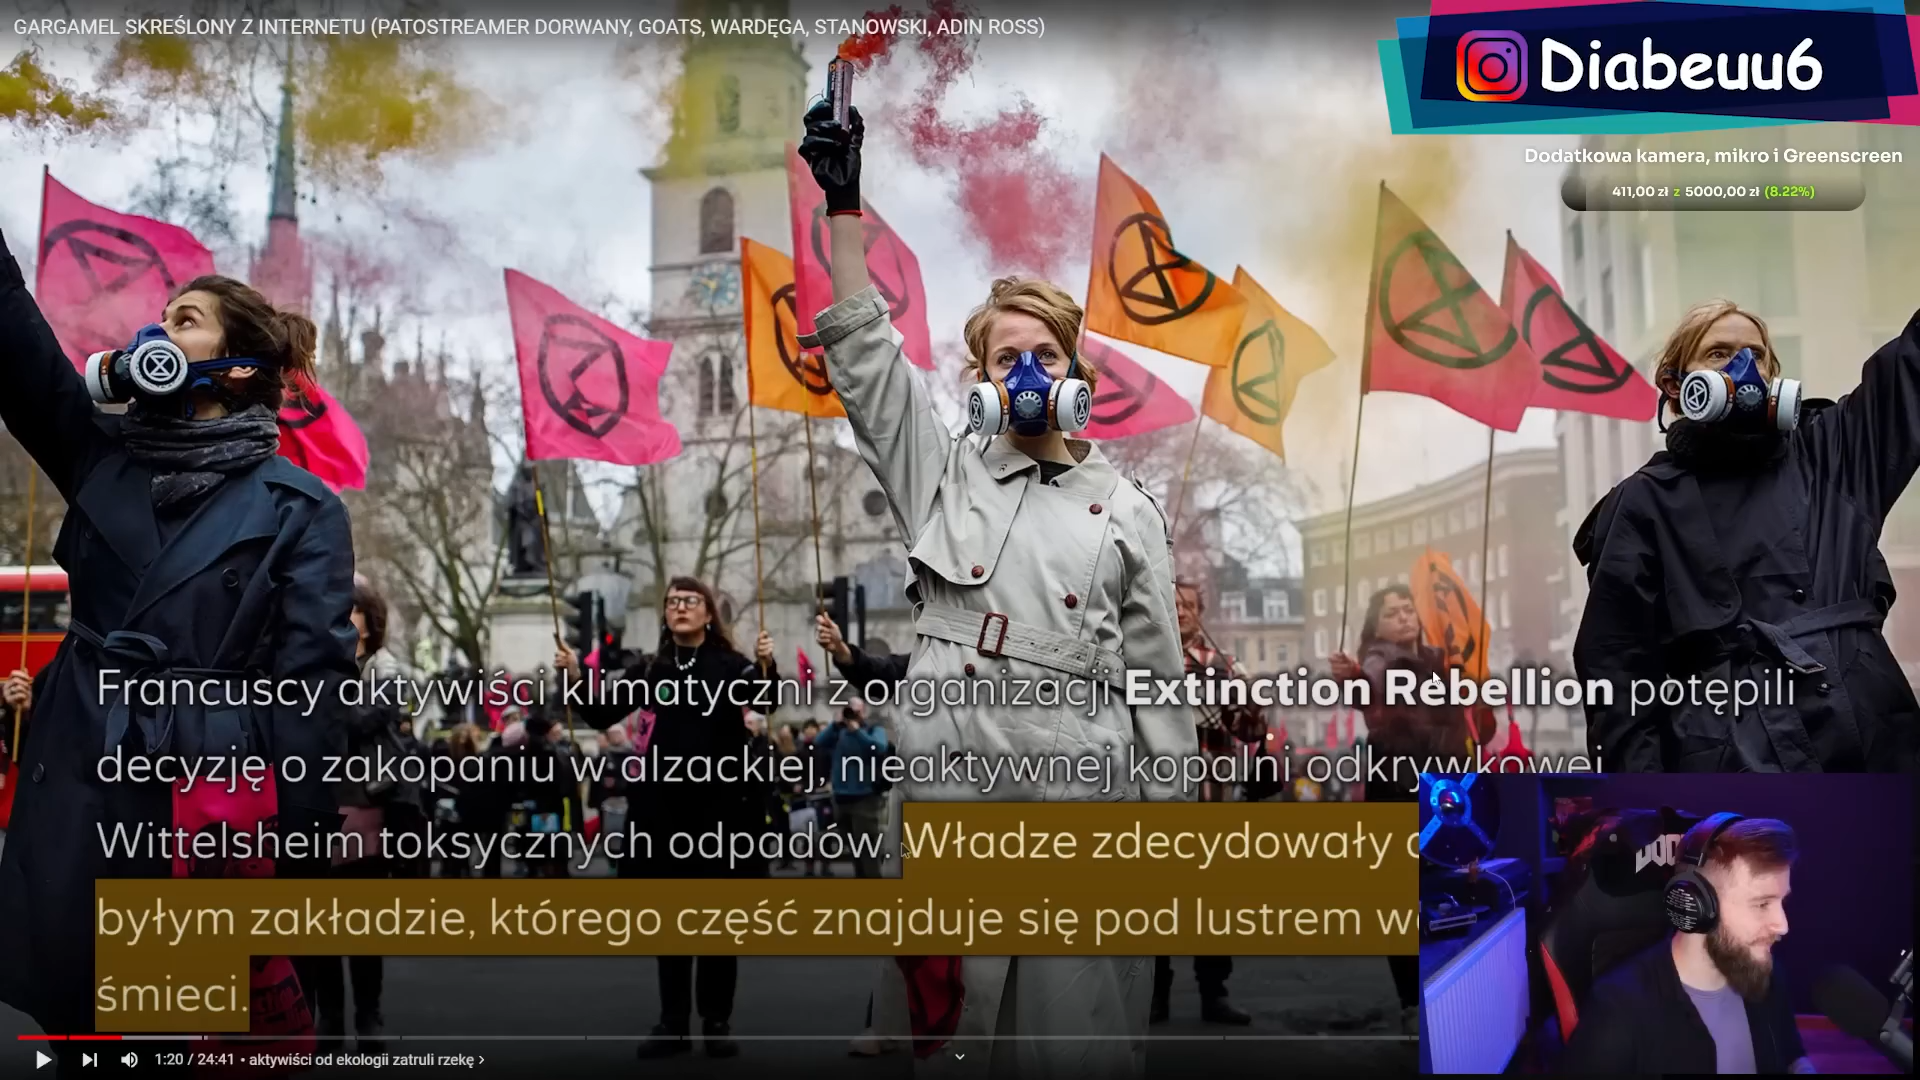 GARGAMEL SKREŚLONY Z INTERNETU (PATOSTREAMER DORWANY, GOATS, WARDĘGA, STANOWSKI, ADIN ROSS)
Diabeuu6
Dodatkowa kamera, mikro i Greenscreen
411,00 zł z 5000,00 zł (8.22%)
Francuscy aktywiści klimatyczni z organizacji Extinction Rebellion potępili
decyzję o zakopaniu w alzackiej, nieaktywnej kopalni odkrywkowej
Wittelsheim toksycznych odpadów. Władze zdecydowały
byłym zakładzie, którego część znajduje się pod lustrem
śmieci.
1:20 / 24:41 • aktywiści od ekologii zatruli rzekę ›